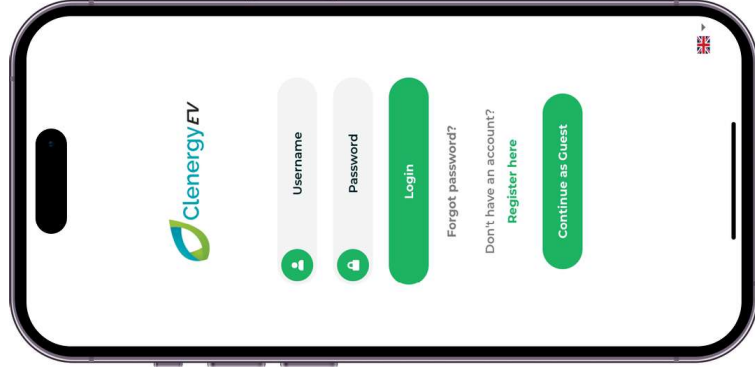 Clenergy EV
Username
Password
Login
Forgot password?
Don't have an account?
Register here
Continue as Guest